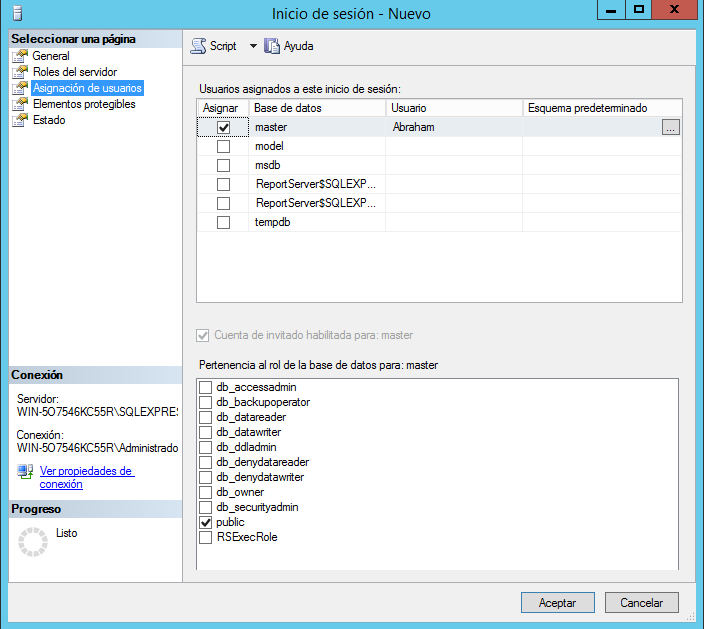 Inicio de sesión - Nuevo
Seleccionar una página
General
Roles del servidor
Asignación de usuarios
Elementos protegibles
Estado
Script Ayuda
Usuarios asignados a este inicio de sesión:
Asignar Base de datos Usuario Esquema predeterminado
master Abraham ...
model
msdb
ReportServer$SQLEXP...
ReportServer$SQLEXP...
tempdb
Cuenta de invitado habilitada para: master
Pertenencia al rol de la base de datos para: master
db_accessadmin
db_backupoperator
db_datareader
db_datawriter
db_ddladmin
db_denydatareader
db_denydatawriter
db_owner
db_securityadmin
public
RSExecRole
Conexión
Servidor:
WIN-5O7546KC55R\SQLEXPRES
Conexión:
WIN-5O7546KC55R\Administrado
Ver propiedades de
conexión
Progreso
Listo
Aceptar Cancelar